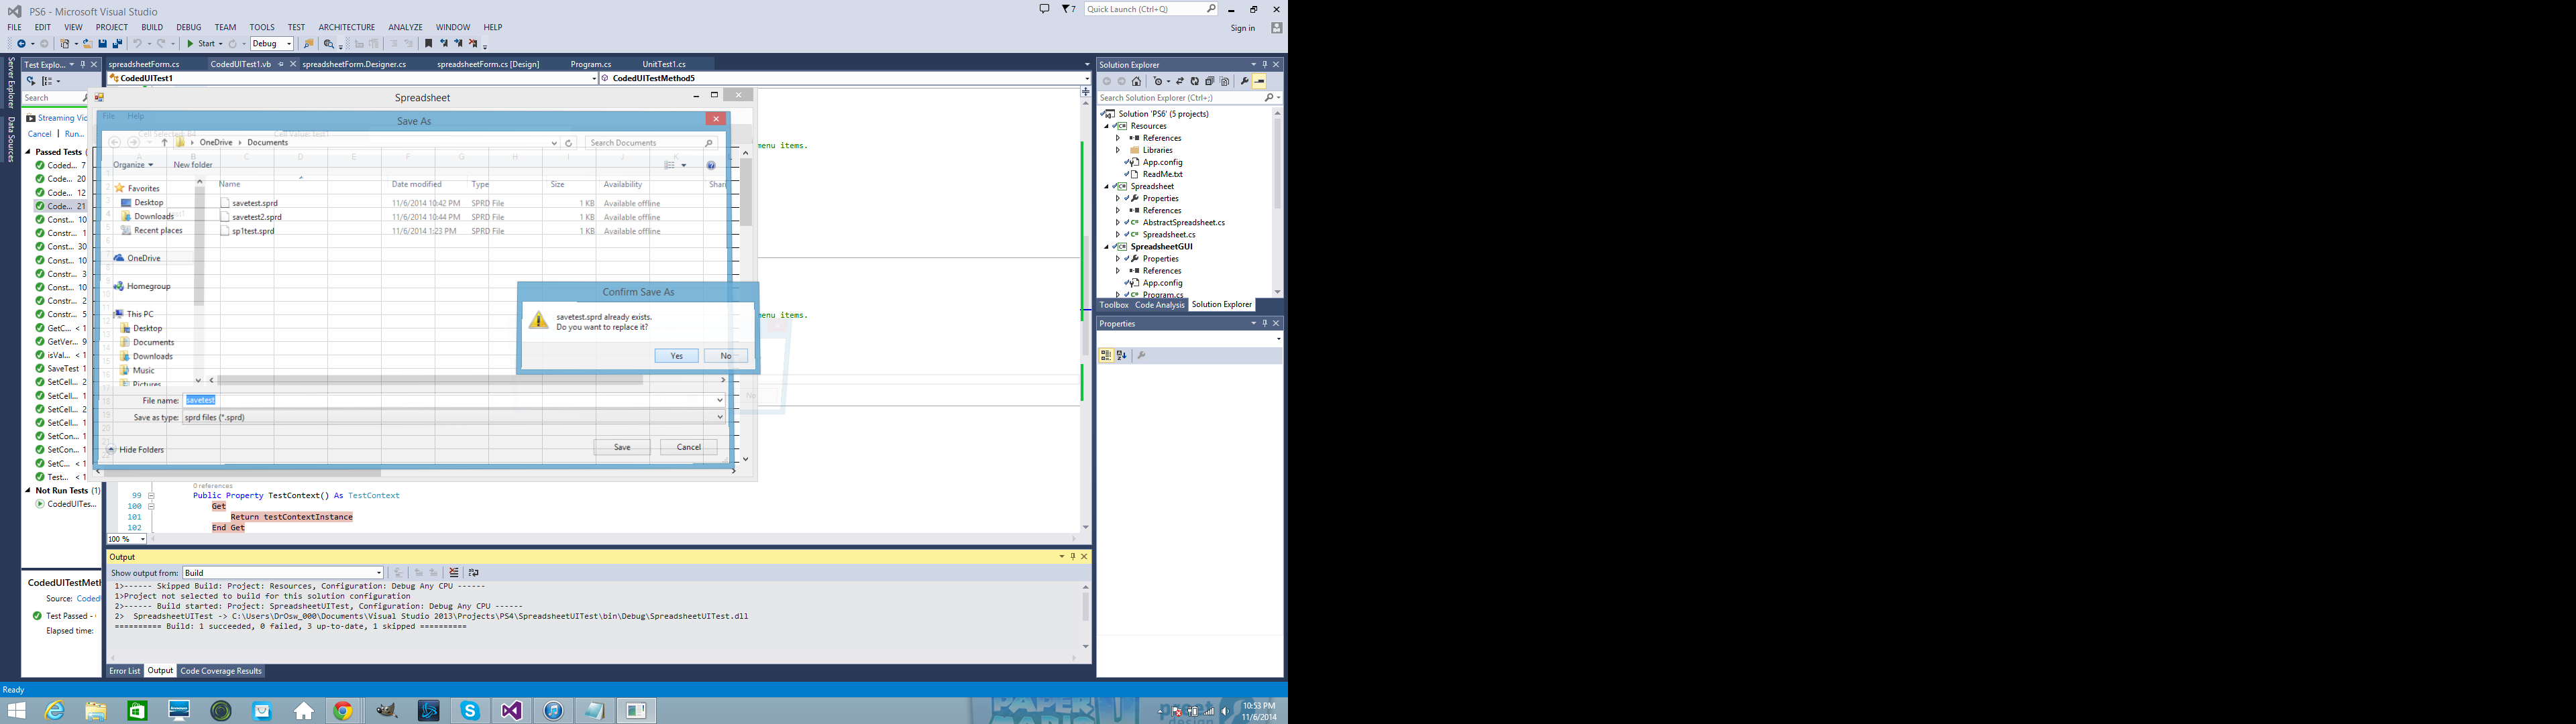 PS6 - Microsoft Visual Studio
7
Quick Launch (Ctrl+Q)
FILE EDIT VIEW PROJECT BUILD DEBUG TEAM TOOLS TEST ARCHITECTURE ANALYZE WINDOW HELP
Sign in
Start Debug
Server Explorer
Data Sources
Test Explo...
Search
Streaming Vid
Cancel | Run...
Passed Tests (
Coded... 7
Code... 20
Code... 12
Code... 21
Const... 10
Constr... 1
Const... 30
Const... 10
Constr... 3
Const... 10
Constr... 2
Constr... 5
GetC... < 1
GetVer... 9
isVal... < 1
SaveTest 1
SetCell... 2
SetCell... 1
SetCell... 2
SetCell... 1
SetCon... 1
SetCon... 1
SetC... < 1
Test... < 1
Not Run Tests (1)
CodedUITes...
CodedUITestMeth
Source: CodedU
Test Passed -
Elapsed time:
spreadsheetForm.cs CodedUITest1.vb spreadsheetForm.Designer.cs spreadsheetForm.cs [Design] Program.cs UnitTest1.cs
CodedUITest1 CodedUITestMethod5
Spreadsheet
File Help
Cell Selected: B4 Cell Value: test1
Save As
OneDrive Documents
Search Documents
Organize New folder
Name Date modified Type Size Availability Shar
savetest.sprd 11/6/2014 10:42 PM SPRD File 1 KB Available offline
savetest2.sprd 11/6/2014 10:44 PM SPRD File 1 KB Available offline
sp1test.sprd 11/6/2014 1:23 PM SPRD File 1 KB Available offline
Favorites
Desktop
Downloads
Recent places
OneDrive
Homegroup
This PC
Desktop
Documents
Downloads
Music
Pictures
File name: savetest
Save as type: sprd files (*.sprd)
Hide Folders
Save Cancel
Confirm Save As
savetest.sprd already exists.
Do you want to replace it?
Yes No
No
menu items.
menu items.
0 references
99 Public Property TestContext() As TestContext
100 Get
101 Return testContextInstance
102 End Get
100 %
Output
Show output from: Build
1>------ Skipped Build: Project: Resources, Configuration: Debug Any CPU ------
1>Project not selected to build for this solution configuration
2>------ Build started: Project: SpreadsheetUITest, Configuration: Debug Any CPU ------
2> SpreadsheetUITest -> C:\Users\DrOsw_000\Documents\Visual Studio 2013\Projects\PS4\SpreadsheetUITest\bin\Debug\SpreadsheetUITest.dll
========== Build: 1 succeeded, 0 failed, 3 up-to-date, 1 skipped ==========
Error List Output Code Coverage Results
Solution Explorer
Search Solution Explorer (Ctrl+;)
Solution 'PS6' (5 projects)
Resources
References
Libraries
App.config
ReadMe.txt
Spreadsheet
Properties
References
AbstractSpreadsheet.cs
Spreadsheet.cs
SpreadsheetGUI
Properties
References
App.config
Program.cs
Toolbox Code Analysis Solution Explorer
Properties
Ready
10:53 PM
11/6/2014